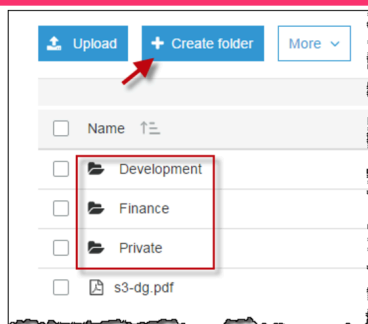 Upload + Create folder More
Name
Development
Finance
Private
s3-dg.pdf